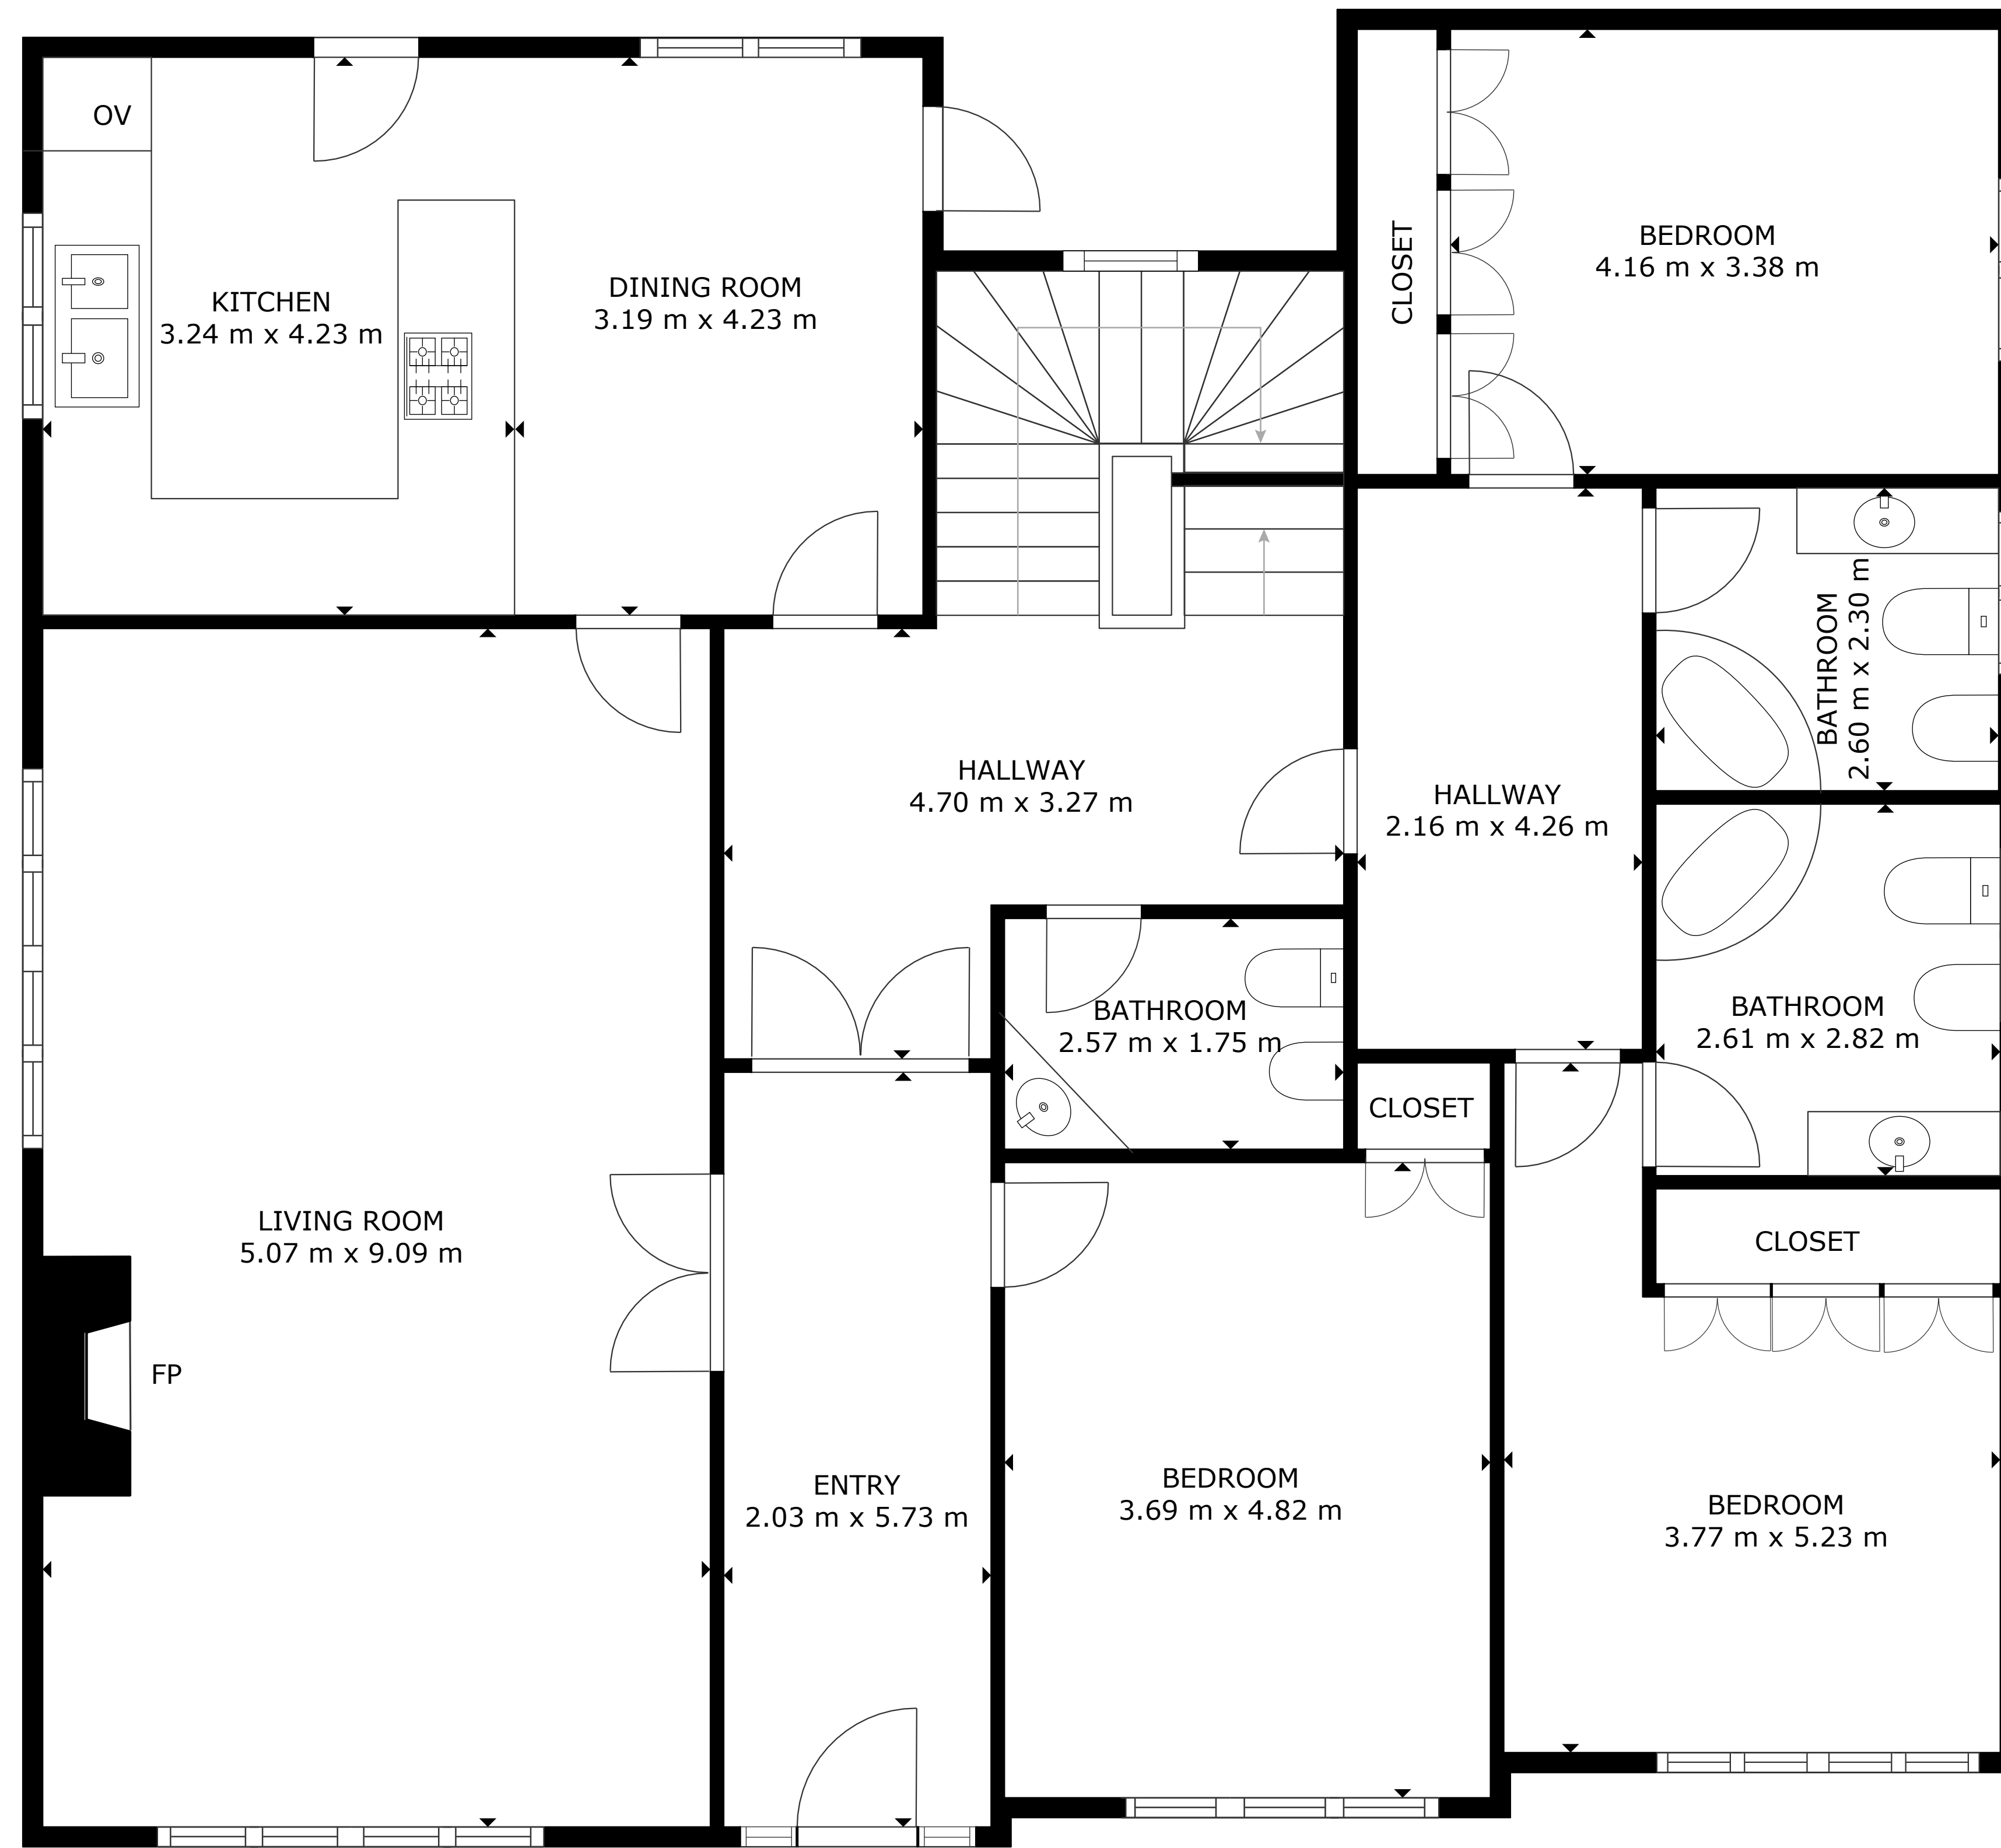 OV
KITCHEN
3.24 m x 4.23 m
DINING ROOM
3.19 m x 4.23 m
CLOSET
BEDROOM
4.16 m x 3.38 m
HALLWAY
4.70 m x 3.27 m
HALLWAY
2.16 m x 4.26 m
BATHROOM
2.60 m x 2.30 m
BATHROOM
2.57 m x 1.75 m
BATHROOM
2.61 m x 2.82 m
CLOSET
CLOSET
LIVING ROOM
5.07 m x 9.09 m
FP
ENTRY
2.03 m x 5.73 m
BEDROOM
3.69 m x 4.82 m
BEDROOM
3.77 m x 5.23 m